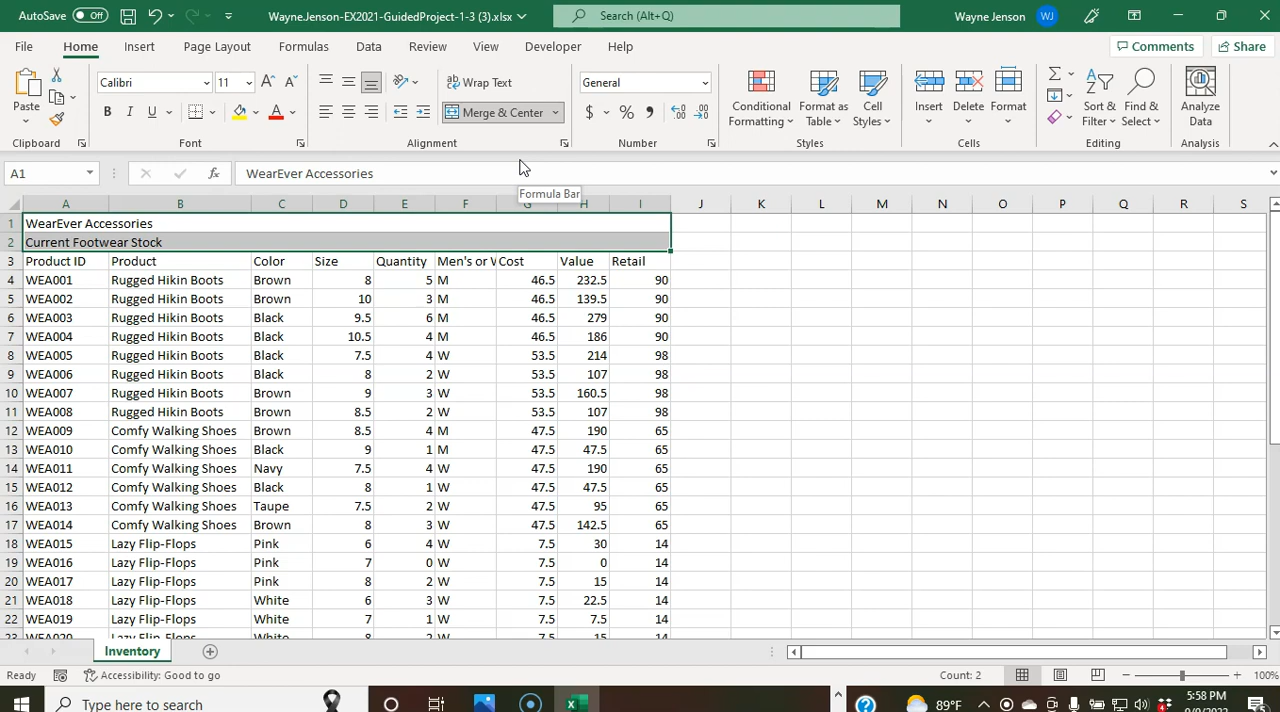 AutoSave Off Wayne.Jenson-EX2021-GuidedProject-1-3 (3).xlsx Search (Alt+Q) Wayne Jenson WJ
File Home Insert Page Layout Formulas Data Review View Developer Help Comments Share
Calibri 11 Wrap Text General
Paste B I U Merge & Center $ % Conditional Formatting Format as Table Cell Styles Insert Delete Format Sort & Filter Find & Select Analyze Data
Clipboard Font Alignment Number Styles Cells Editing Analysis
A1 fx WearEver Accessories
Formula Bar
A B C D E F G H I J K L M N O P Q R S
1 WearEver Accessories
2 Current Footwear Stock
3 Product ID Product Color Size Quantity Men's or W Cost Value Retail
4 WEA001 Rugged Hikin Boots Brown 8 5 M 46.5 232.5 90
5 WEA002 Rugged Hikin Boots Brown 10 3 M 46.5 139.5 90
6 WEA003 Rugged Hikin Boots Black 9.5 6 M 46.5 279 90
7 WEA004 Rugged Hikin Boots Black 10.5 4 M 46.5 186 90
8 WEA005 Rugged Hikin Boots Black 7.5 4 W 53.5 214 98
9 WEA006 Rugged Hikin Boots Black 8 2 W 53.5 107 98
10 WEA007 Rugged Hikin Boots Brown 9 3 W 53.5 160.5 98
11 WEA008 Rugged Hikin Boots Brown 8.5 2 W 53.5 107 98
12 WEA009 Comfy Walking Shoes Brown 8.5 4 M 47.5 190 65
13 WEA010 Comfy Walking Shoes Black 9 1 M 47.5 47.5 65
14 WEA011 Comfy Walking Shoes Navy 7.5 4 W 47.5 190 65
15 WEA012 Comfy Walking Shoes Black 8 1 W 47.5 47.5 65
16 WEA013 Comfy Walking Shoes Taupe 7.5 2 W 47.5 95 65
17 WEA014 Comfy Walking Shoes Brown 8 3 W 47.5 142.5 65
18 WEA015 Lazy Flip-Flops Pink 6 4 W 7.5 30 14
19 WEA016 Lazy Flip-Flops Pink 7 0 W 7.5 0 14
20 WEA017 Lazy Flip-Flops Pink 8 2 W 7.5 15 14
21 WEA018 Lazy Flip-Flops White 6 3 W 7.5 22.5 14
22 WEA019 Lazy Flip-Flops White 7 1 W 7.5 7.5 14
23 WEA020 Lazy Flip-Flops White 8 2 W 7.5 15 14
Inventory
Ready Accessibility: Good to go Count: 2 100%
Type here to search 89°F 5:58 PM